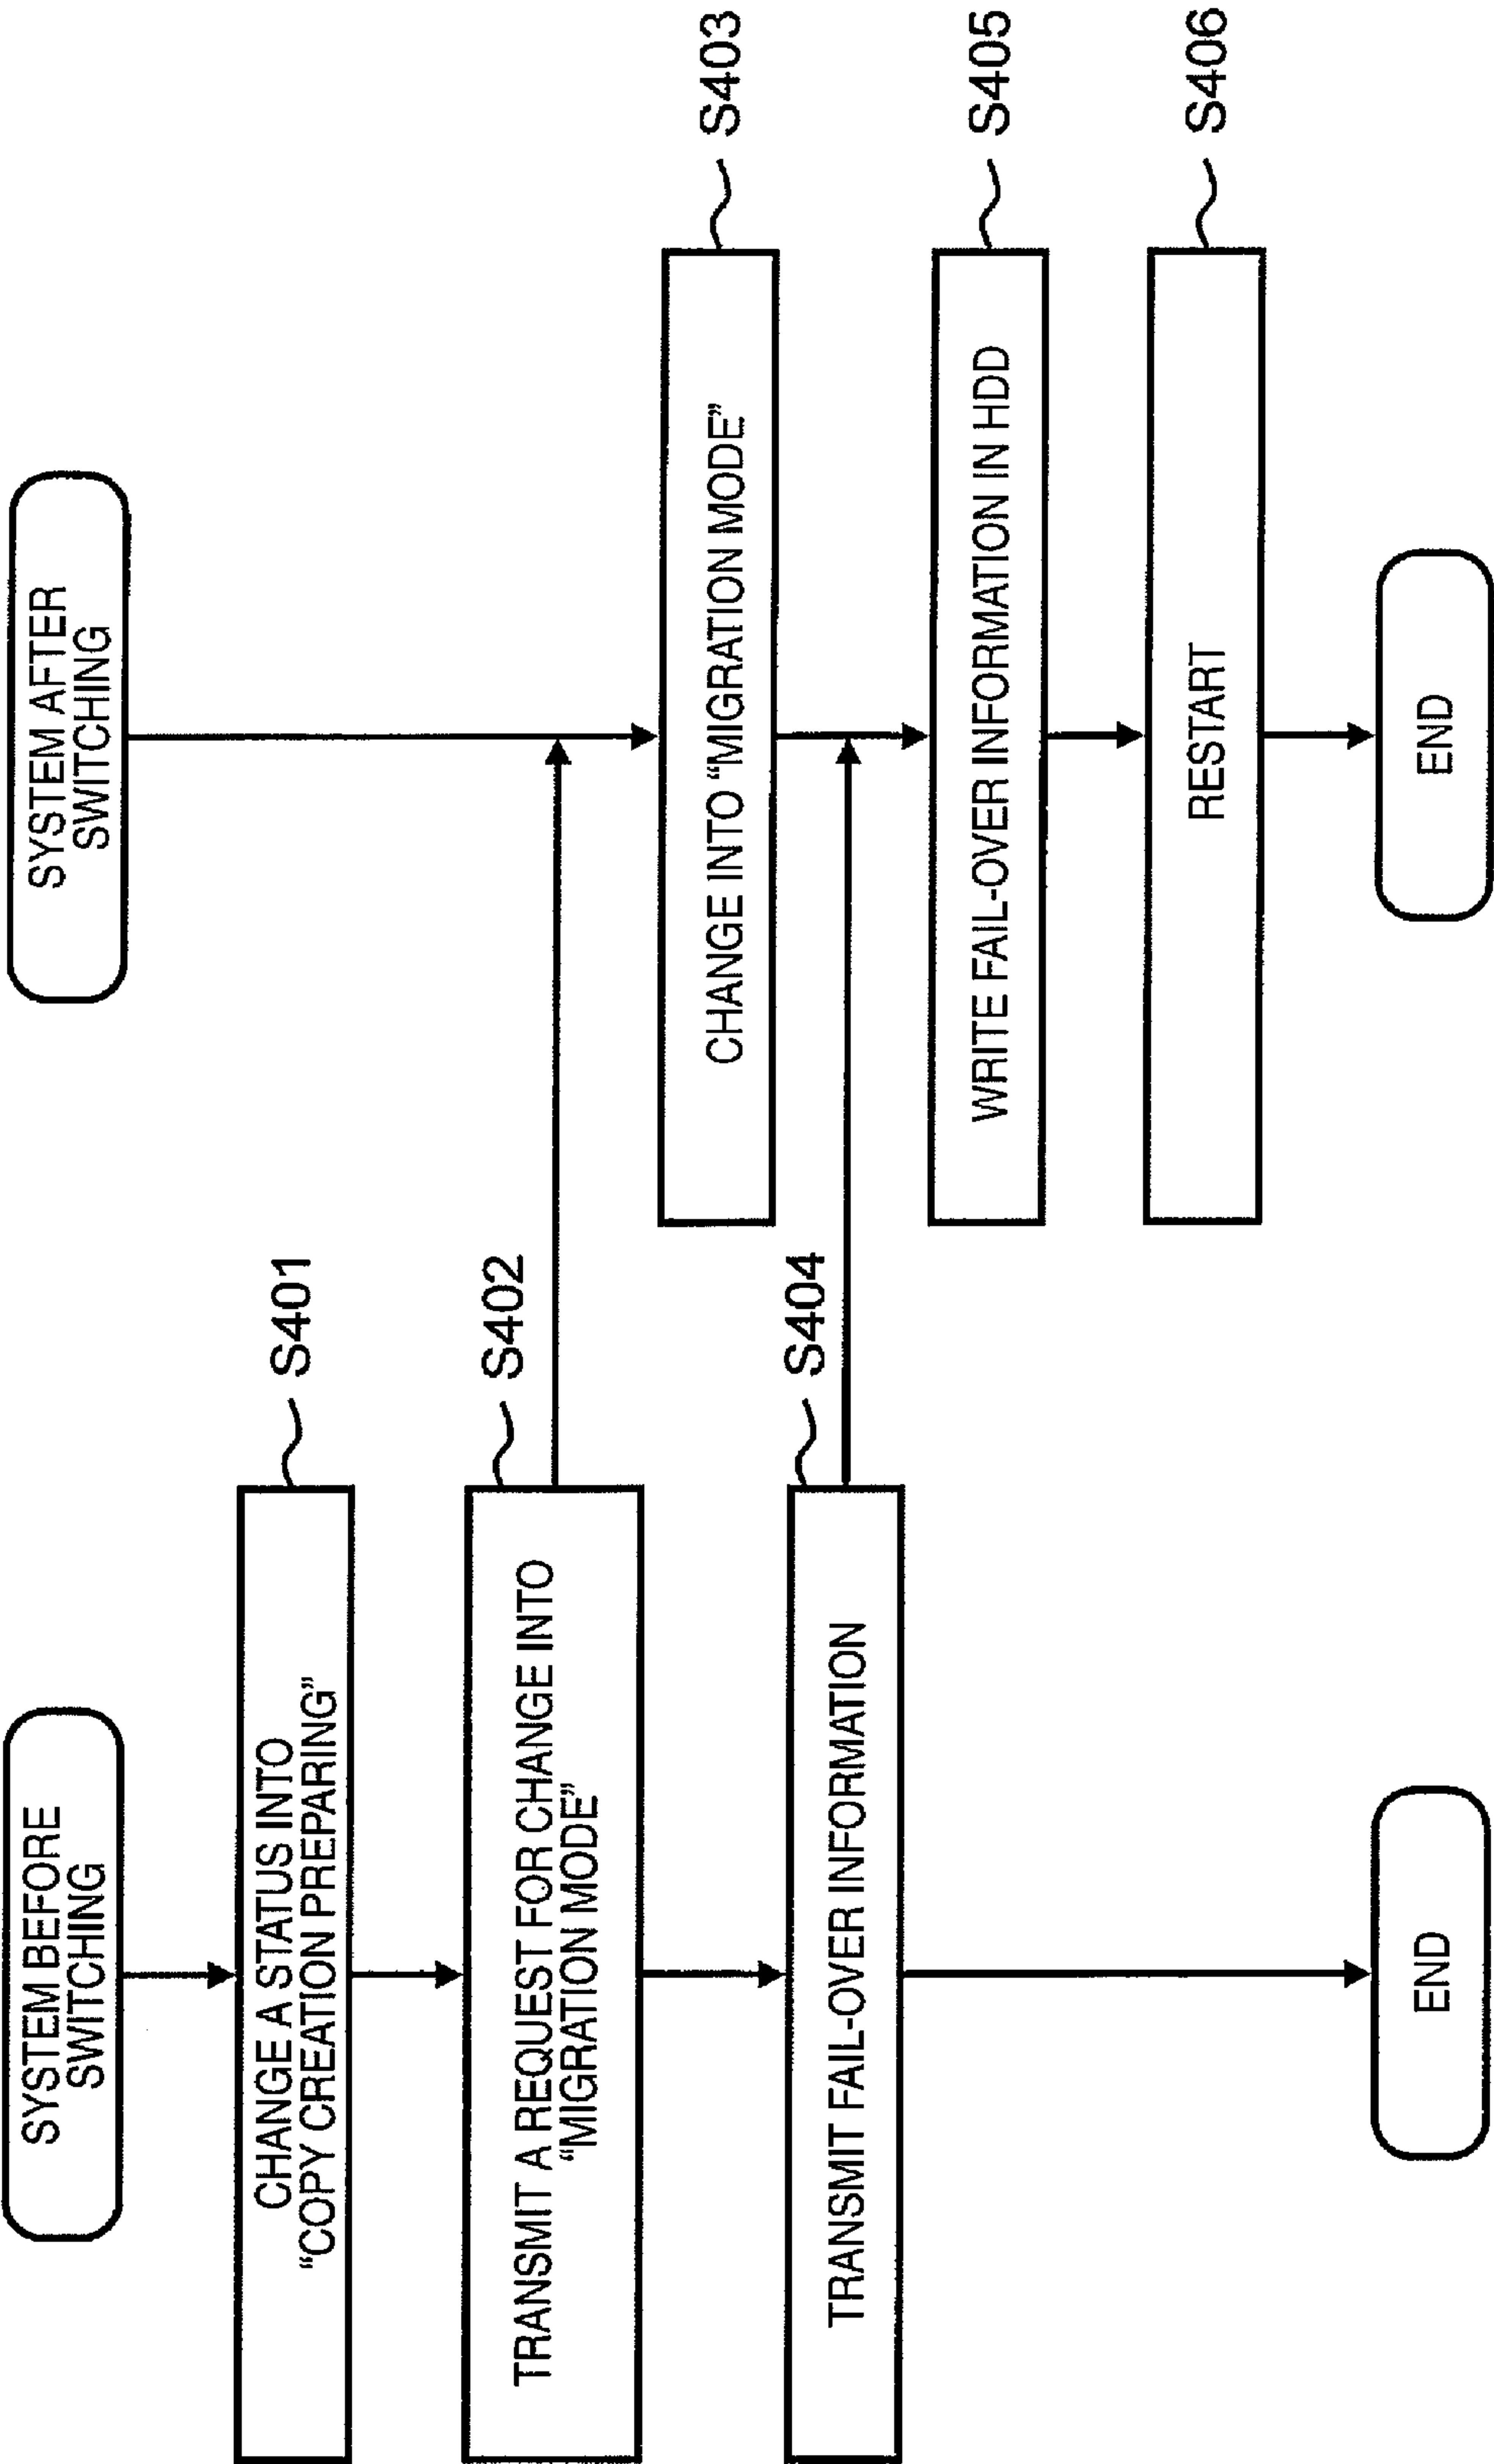 SYSTEM BEFORE
SWITCHING
CHANGE A STATUS INTO
“COPY CREATION PREPARING”
S401
TRANSMIT A REQUEST FOR CHANGE INTO
“MIGRATION MODE”
S402
TRANSMIT FAIL-OVER INFORMATION
S404
END
SYSTEM AFTER
SWITCHING
CHANGE INTO “MIGRATION MODE”
S403
WRITE FAIL-OVER INFORMATION IN HDD
S405
RESTART
S406
END